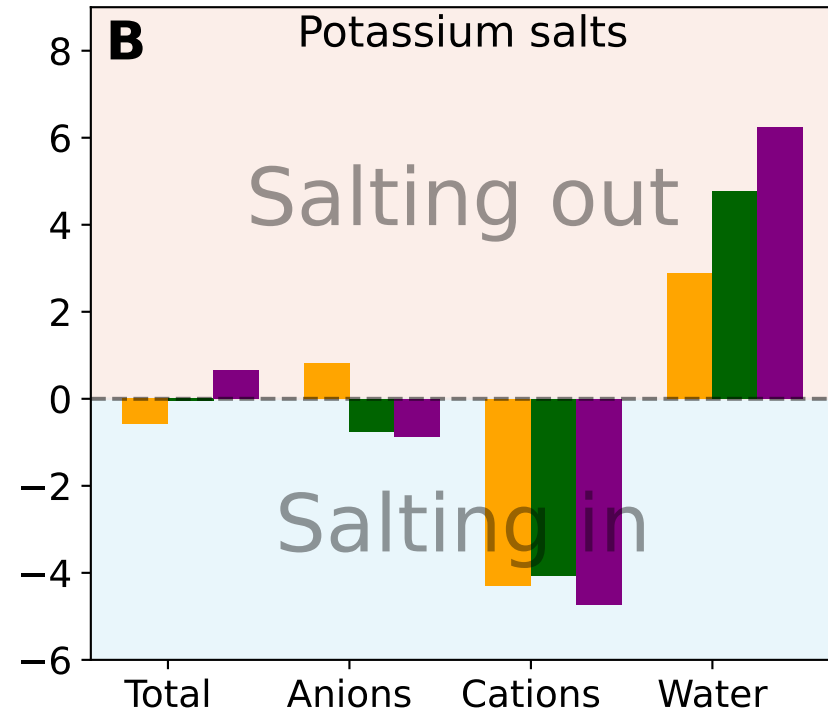 B
Potassium salts
8
6
4
2
0
−2
−4
−6
Salting out
Salting in
Total Anions Cations Water